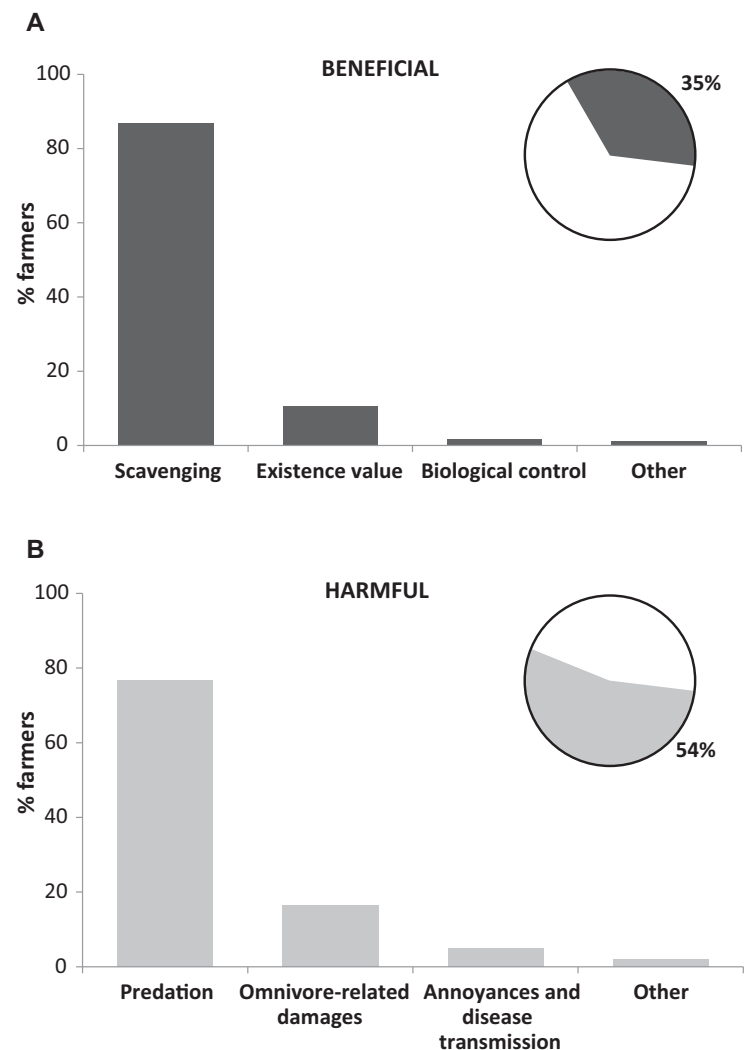 A
BENEFICIAL
35%
% farmers
100
80
60
40
20
0
Scavenging
Existence value
Biological control
Other
B
HARMFUL
54%
% farmers
100
80
60
40
20
0
Predation
Omnivore-related
damages
Annoyances and
disease
transmission
Other